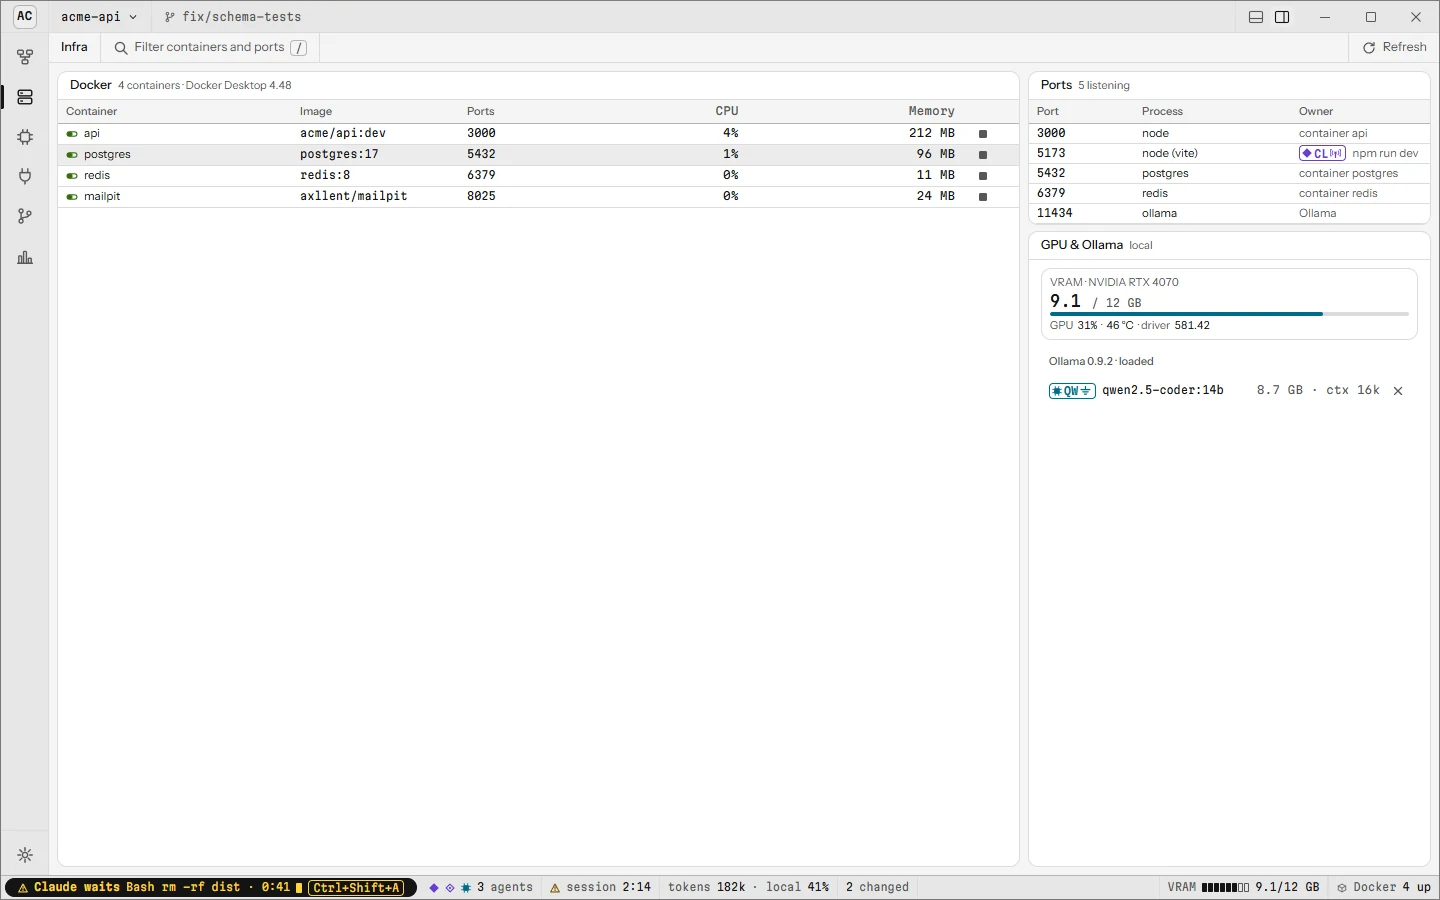 AC acme-api fix/schema-tests
Infra Filter containers and ports / Refresh
Docker 4 containers · Docker Desktop 4.48
Container Image Ports CPU Memory
api acme/api:dev 3000 4% 212 MB
postgres postgres:17 5432 1% 96 MB
redis redis:8 6379 0% 11 MB
mailpit axllent/mailpit 8025 0% 24 MB
Ports 5 listening
Port Process Owner
3000 node container api
5173 node (vite) CL npm run dev
5432 postgres container postgres
6379 redis container redis
11434 ollama Ollama
GPU & Ollama local
VRAM · NVIDIA RTX 4070
9.1 / 12 GB
GPU 31% · 46 °C · driver 581.42
Ollama 0.9.2 · loaded
QW qwen2.5-coder:14b 8.7 GB · ctx 16k
Claude waits Bash rm -rf dist · 0:41 Ctrl+Shift+A 3 agents session 2:14 tokens 182k · local 41% 2 changed VRAM 9.1/12 GB Docker 4 up